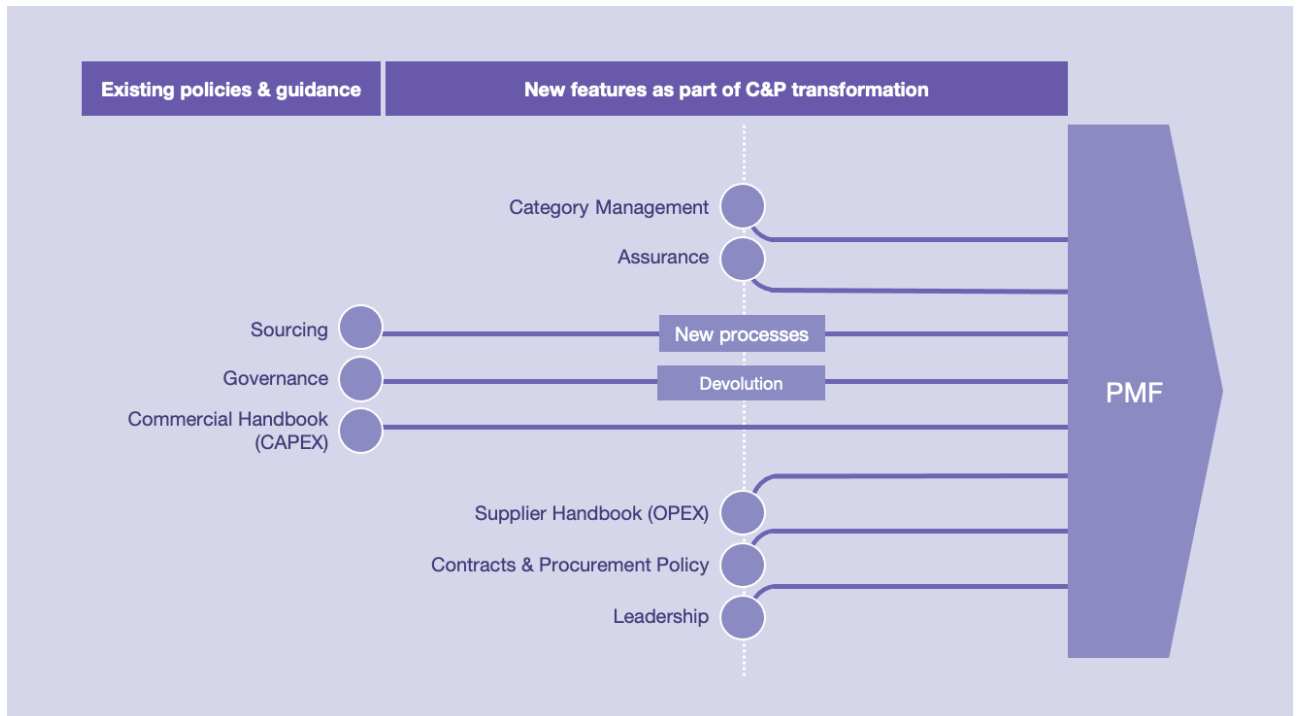 Existing policies & guidance
New features as part of C&P transformation
Category Management
Assurance
Sourcing
New processes
Governance
Devolution
PMF
Commercial Handbook
(CAPEX)
Supplier Handbook (OPEX)
Contracts & Procurement Policy
Leadership